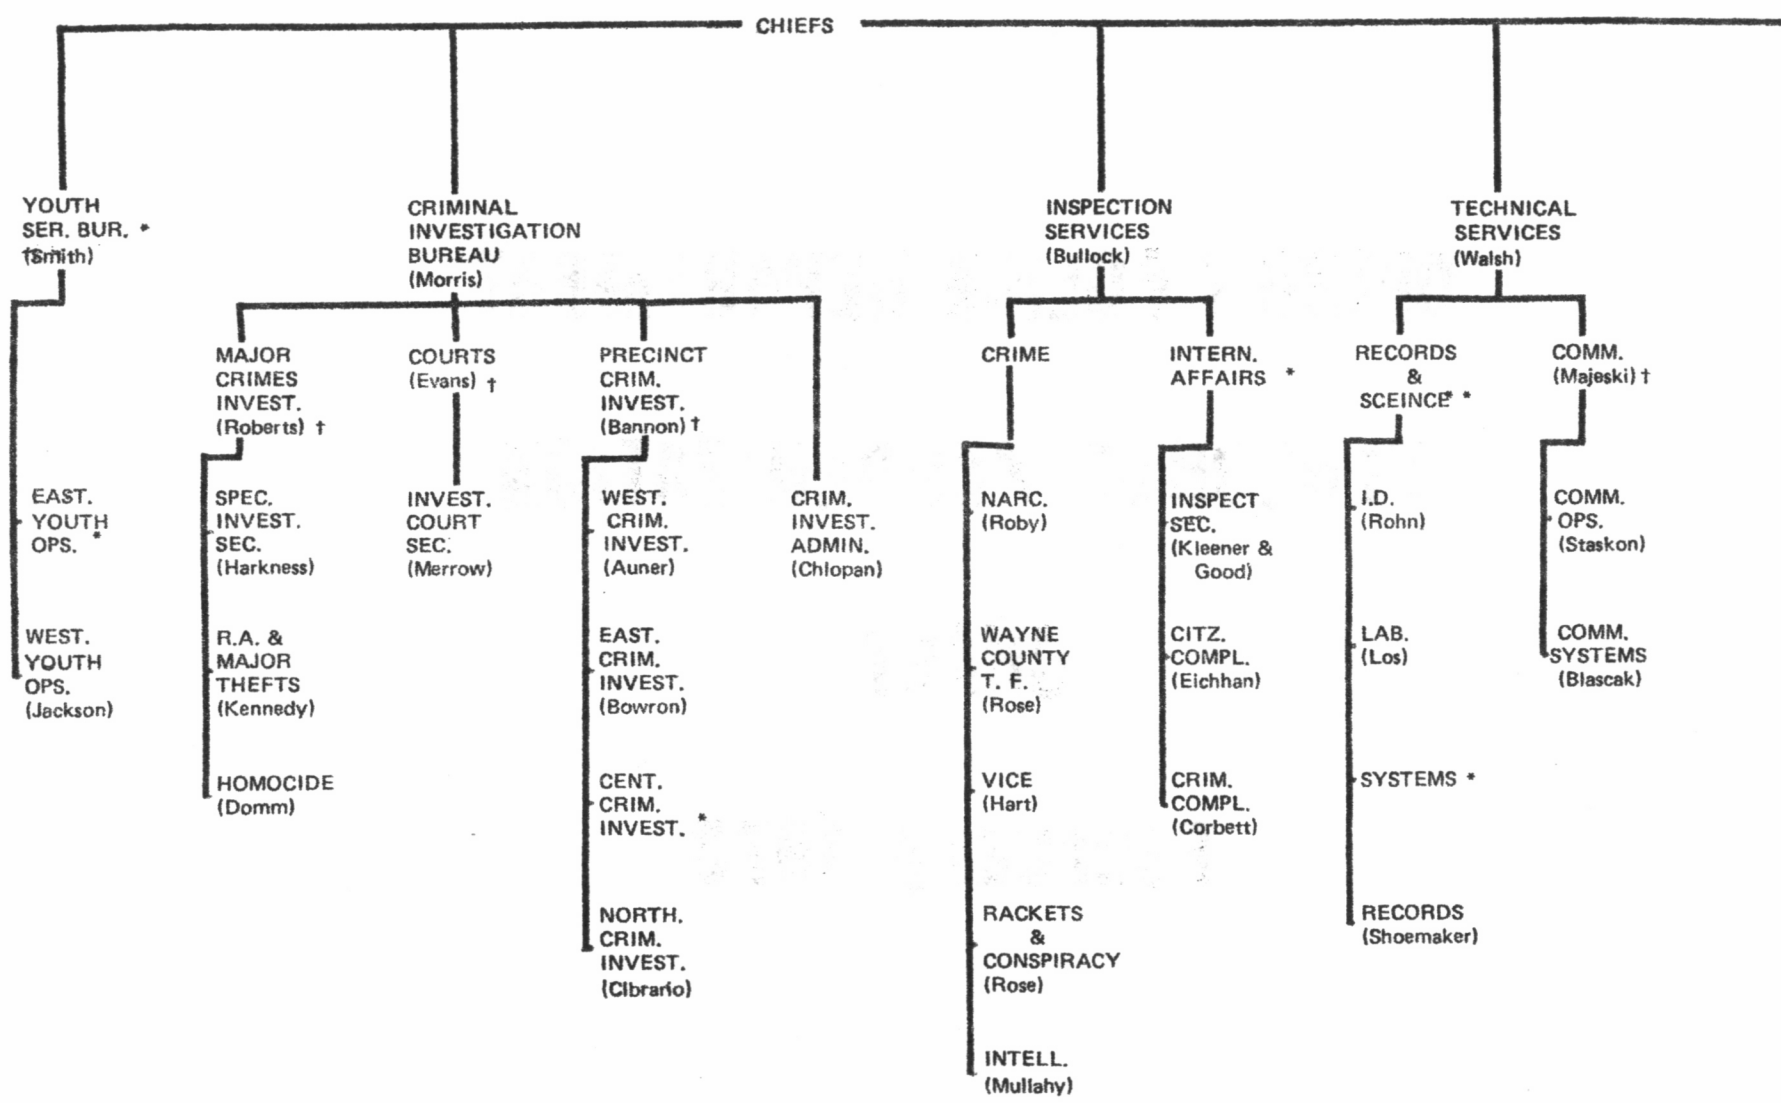 CHIEFS
YOUTH
SER. BUR. *
†(Smith)
EAST.
YOUTH
OPS. *
WEST.
YOUTH
OPS.
(Jackson)
CRIMINAL
INVESTIGATION
BUREAU
(Morris)
MAJOR
CRIMES
INVEST.
(Roberts) †
SPEC.
INVEST.
SEC.
(Harkness)
R.A. &
MAJOR
THEFTS
(Kennedy)
HOMOCIDE
(Domm)
COURTS
(Evans) †
INVEST.
COURT
SEC.
(Merrow)
PRECINCT
CRIM.
INVEST.
(Bannon) †
WEST.
CRIM.
INVEST.
(Auner)
EAST.
CRIM.
INVEST.
(Bowron)
CENT.
CRIM.
INVEST. *
NORTH.
CRIM.
INVEST.
(Cibrario)
CRIM.
INVEST.
ADMIN.
(Chlopan)
INSPECTION
SERVICES
(Bullock)
CRIME
NARC.
(Roby)
WAYNE
COUNTY
T. F.
(Rose)
VICE
(Hart)
RACKETS
&
CONSPIRACY
(Rose)
INTELL.
(Mullahy)
INTERN.
AFFAIRS *
INSPECT
SEC.
(Kleener &
Good)
CITZ.
COMPL.
(Eichhan)
CRIM.
COMPL.
(Corbett)
TECHNICAL
SERVICES
(Walsh)
RECORDS
&
SCEINCE* *
I.D.
(Rohn)
LAB.
(Los)
SYSTEMS *
RECORDS
(Shoemaker)
COMM.
(Majeski) †
COMM.
OPS.
(Staskon)
COMM.
SYSTEMS
(Blascak)